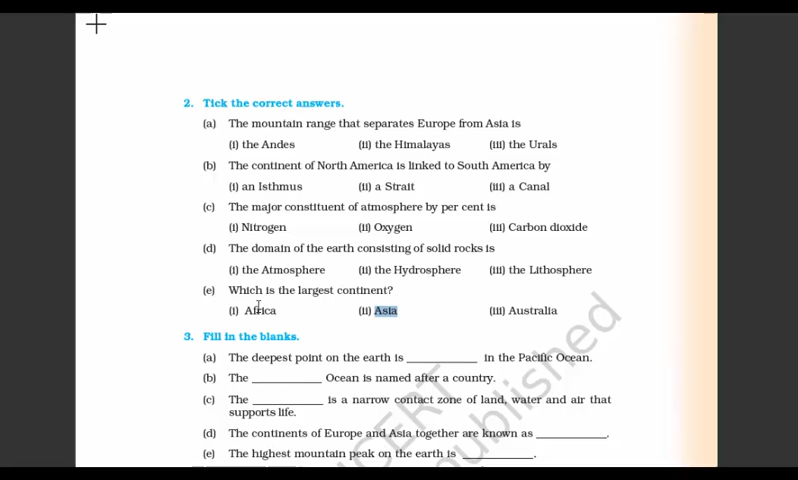 2. Tick the correct answers.
(a) The mountain range that separates Europe from Asia is
(i) the Andes (ii) the Himalayas (iii) the Urals
(b) The continent of North America is linked to South America by
(i) an Isthmus (ii) a Strait (iii) a Canal
(c) The major constituent of atmosphere by per cent is
(i) Nitrogen (ii) Oxygen (iii) Carbon dioxide
(d) The domain of the earth consisting of solid rocks is
(i) the Atmosphere (ii) the Hydrosphere (iii) the Lithosphere
(e) Which is the largest continent?
(i) Africa (ii) Asia (iii) Australia
3. Fill in the blanks.
(a) The deepest point on the earth is ____________ in the Pacific Ocean.
(b) The ____________ Ocean is named after a country.
(c) The ____________ is a narrow contact zone of land, water and air that
supports life.
(d) The continents of Europe and Asia together are known as ____________.
(e) The highest mountain peak on the earth is ____________.
published